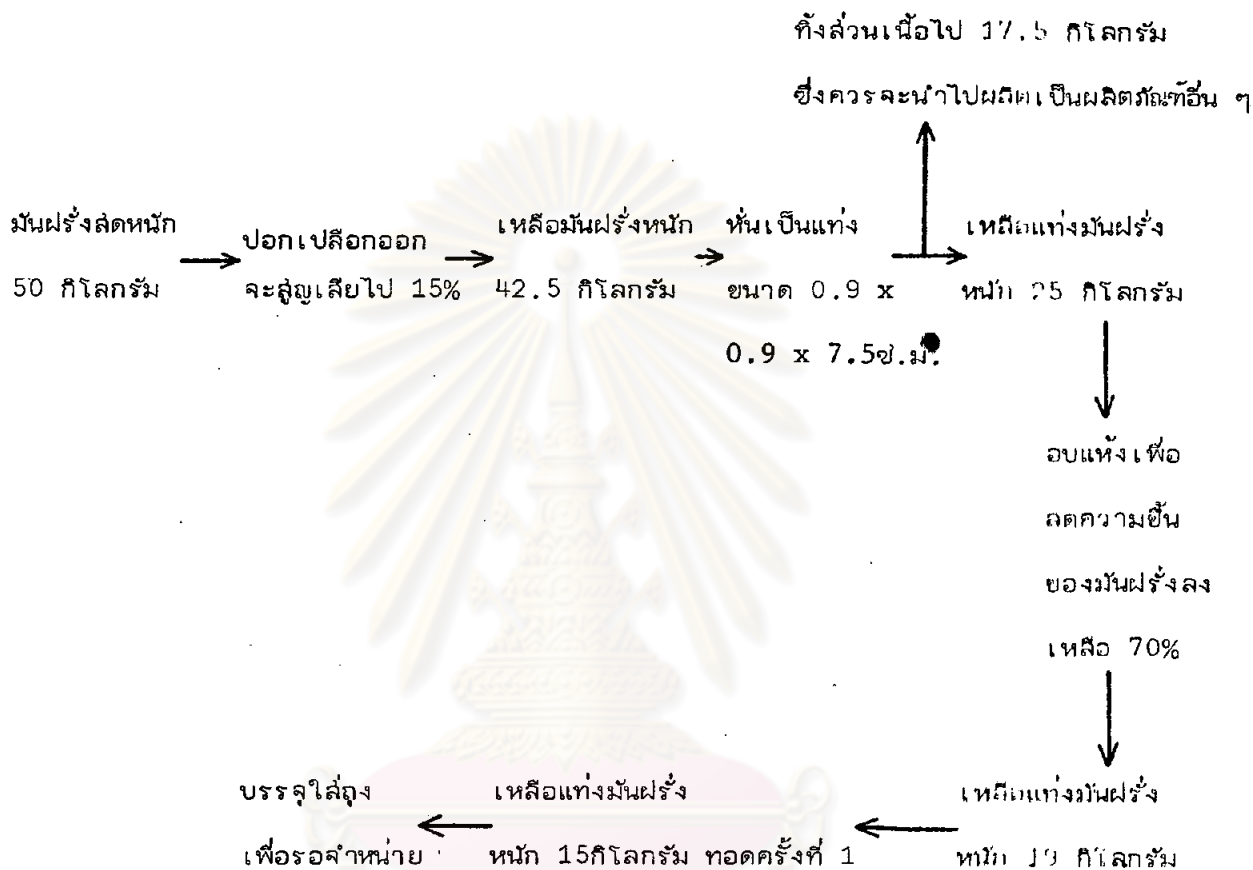 ทิ้งส่วนเนื้อไป 17.5 กิโลกรัม
ซึ่งควรจะนำไปผลิตเป็นผลิตภัณฑ์อื่น ๆ
มันฝรั่งสดหนัก
50 กิโลกรัม
ปอกเปลือกออก
จะสูญเสียไป 15%
เหลือมันฝรั่งหนัก
42.5 กิโลกรัม
หั่นเป็นแท่ง
ขนาด 0.9 x
0.9 x 7.5ซ.ม.
เหลือแท่งมันฝรั่ง
หนัก 25 กิโลกรัม
อบแห้งเพื่อ
ลดความชื้น
ของมันฝรั่งลง
เหลือ 70%
เหลือแท่งมันฝรั่ง
หนัก 19 กิโลกรัม
ทอดครั้งที่ 1
เหลือแท่งมันฝรั่ง
หนัก 15กิโลกรัม
บรรจุใส่ถุง
เพื่อรอจำหน่าย